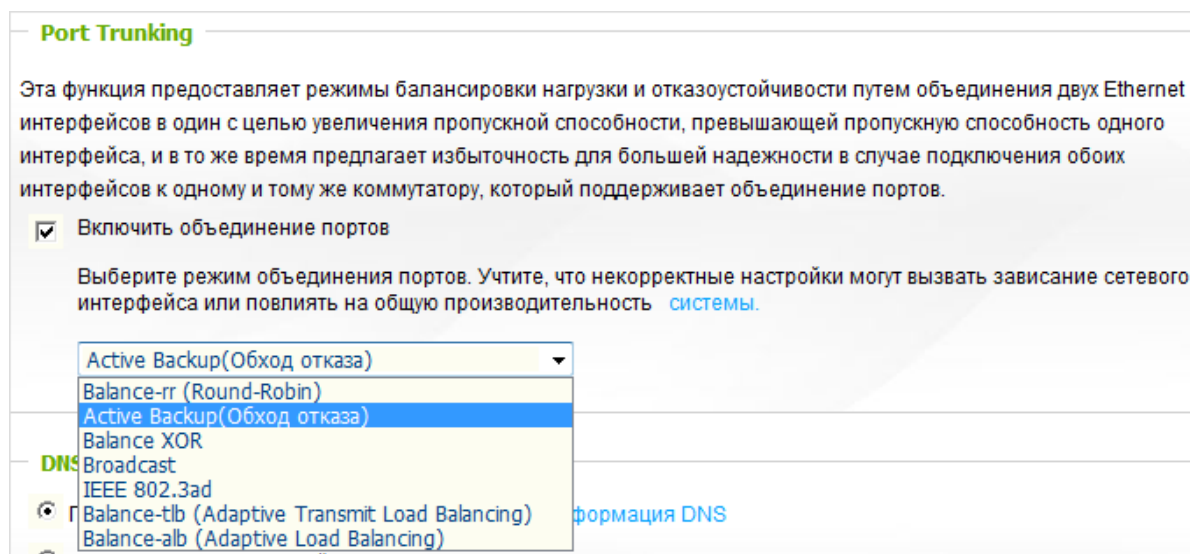 Port Trunking
Эта функция предоставляет режимы балансировки нагрузки и отказоустойчивости путем объединения двух Ethernet
интерфейсов в один с целью увеличения пропускной способности, превышающей пропускную способность одного
интерфейса, и в то же время предлагает избыточность для большей надежности в случае подключения обоих
интерфейсов к одному и тому же коммутатору, который поддерживает объединение портов.
Включить объединение портов
Выберите режим объединения портов. Учтите, что некорректные настройки могут вызвать зависание сетевого
интерфейса или повлиять на общую производительность системы.
Active Backup(Обход отказа)
Balance-rr (Round-Robin)
Active Backup(Обход отказа)
Balance XOR
DNS Broadcast
IEEE 802.3ad
Balance-tlb (Adaptive Transmit Load Balancing) формация DNS
Balance-alb (Adaptive Load Balancing)